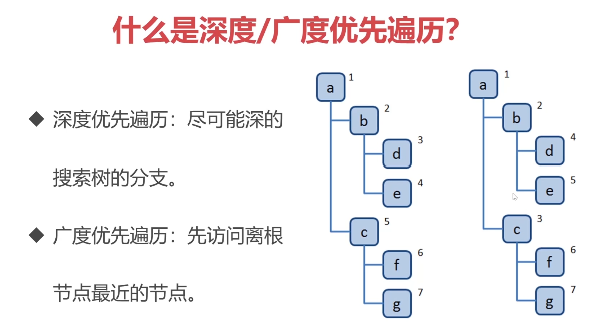 什么是深度/广度优先遍历？
◆ 深度优先遍历：尽可能深的
搜索树的分支。
◆ 广度优先遍历：先访问离根
节点最近的节点。
a 1
b 2
d 3
e 4
c 5
f 6
g 7
a 1
b 2
d 4
e 5
c 3
f 6
g 7